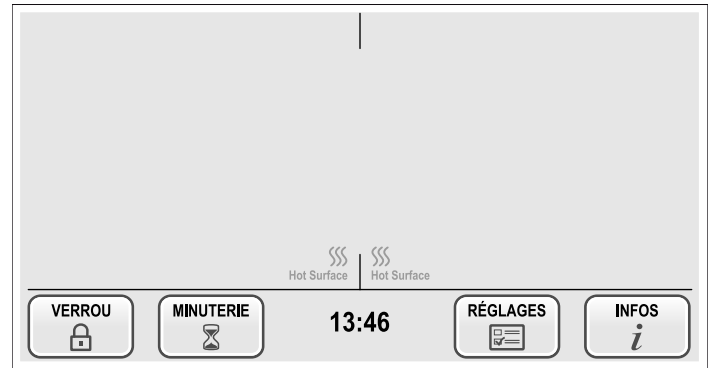 Hot Surface Hot Surface
VERROU MINUTERIE 13:46 RÉGLAGES INFOS
i